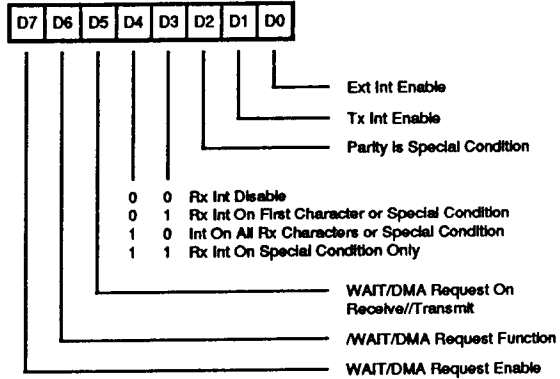 D7 D6 D5 D4 D3 D2 D1 D0
Ext Int Enable
Tx Int Enable
Parity is Special Condition
0 0 Rx Int Disable
0 1 Rx Int On First Character or Special Condition
1 0 Int On All Rx Characters or Special Condition
1 1 Rx Int On Special Condition Only
WAIT/DMA Request On
Receive//Transmit
/WAIT/DMA Request Function
WAIT/DMA Request Enable